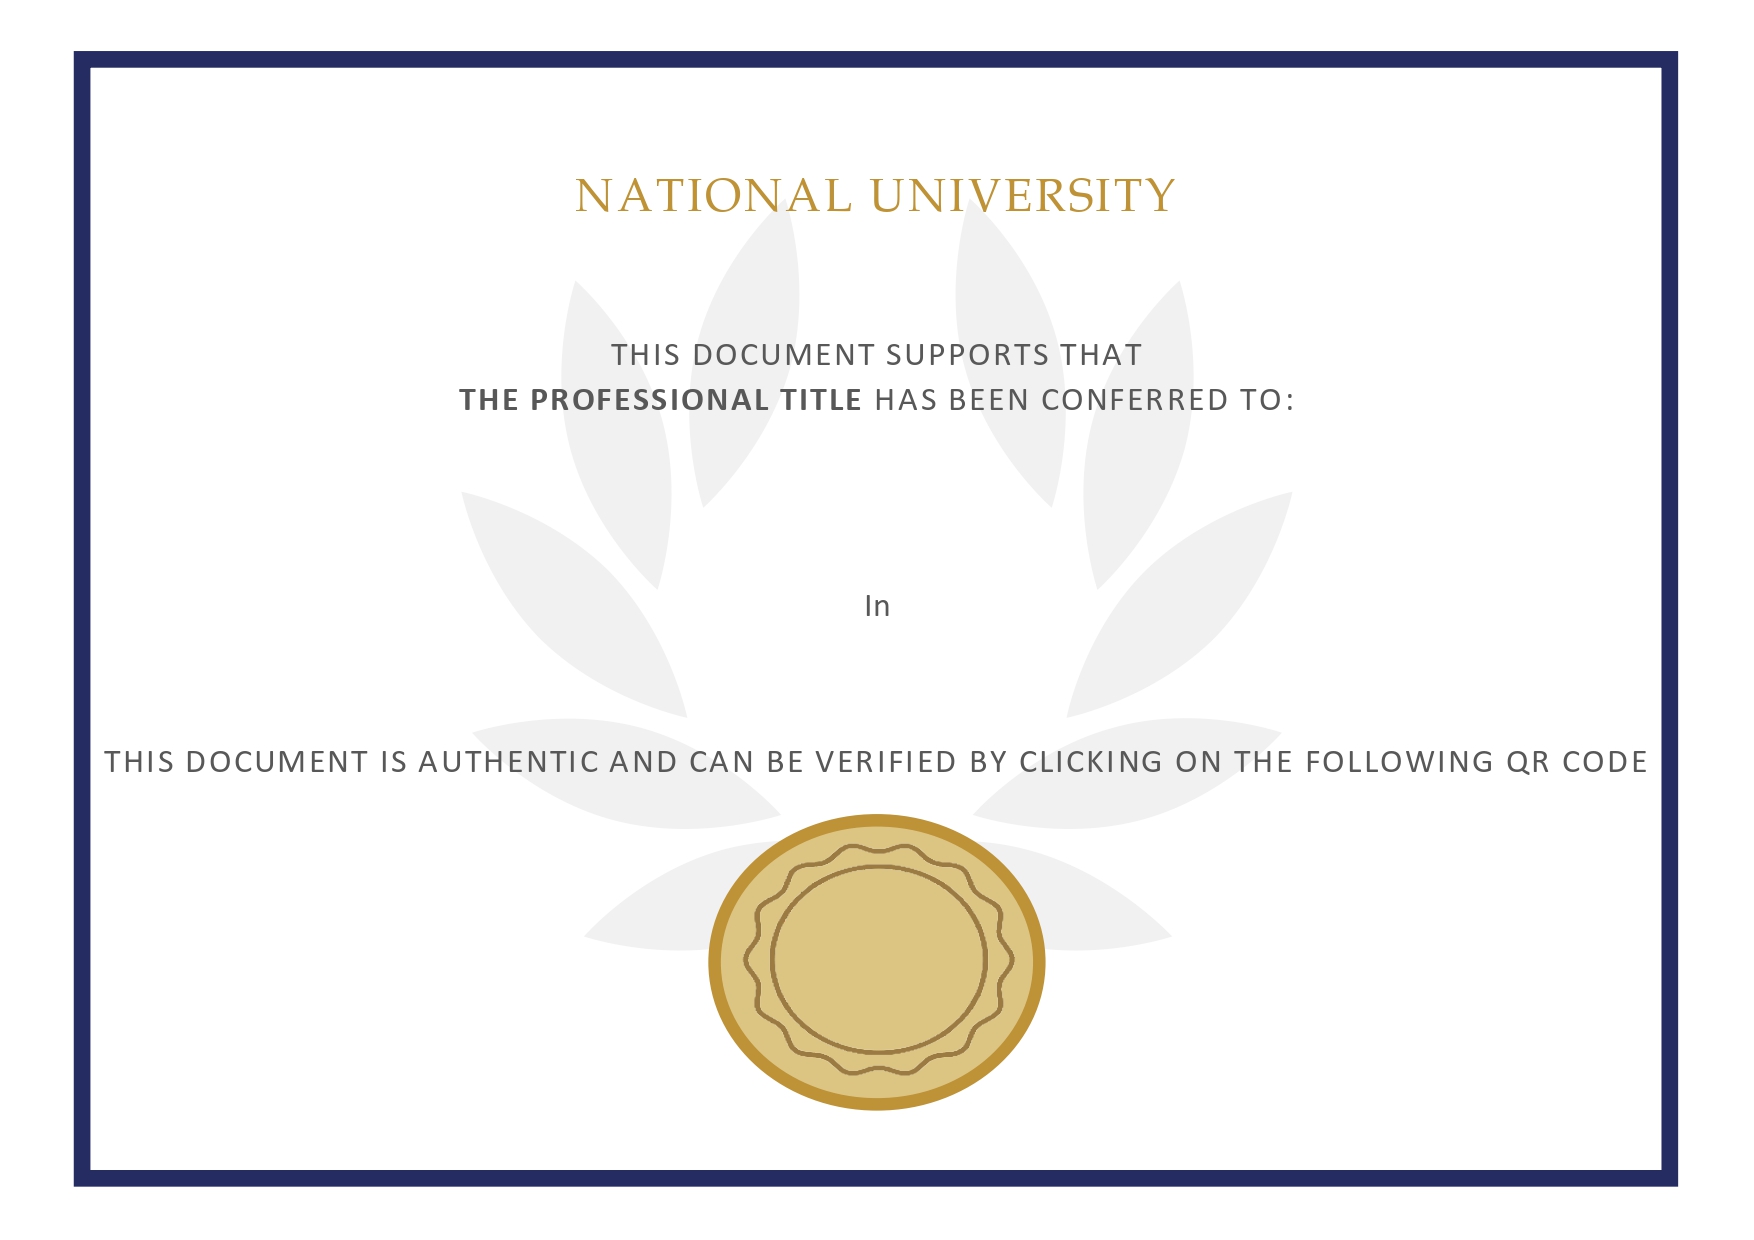 NATIONAL UNIVERSITY
THIS DOCUMENT SUPPORTS THAT
THE PROFESSIONAL TITLE HAS BEEN CONFERRED TO:
In
THIS DOCUMENT IS AUTHENTIC AND CAN BE VERIFIED BY CLICKING ON THE FOLLOWING QR CODE